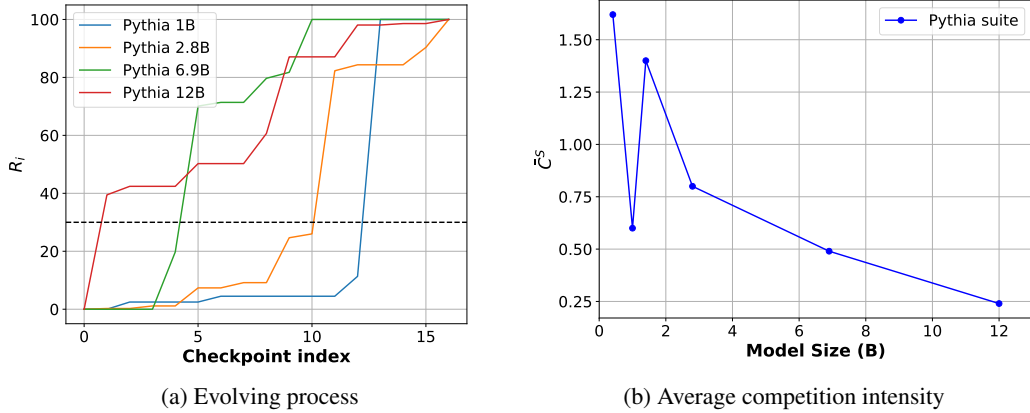 Pythia 1B
Pythia 2.8B
Pythia 6.9B
Pythia 12B
100
80
60
40
20
0
R_i
0 5 10 15
Checkpoint index
(a) Evolving process
Pythia suite
1.50
1.25
1.00
0.75
0.50
0.25
C̄^S
0 2 4 6 8 10 12
Model Size (B)
(b) Average competition intensity